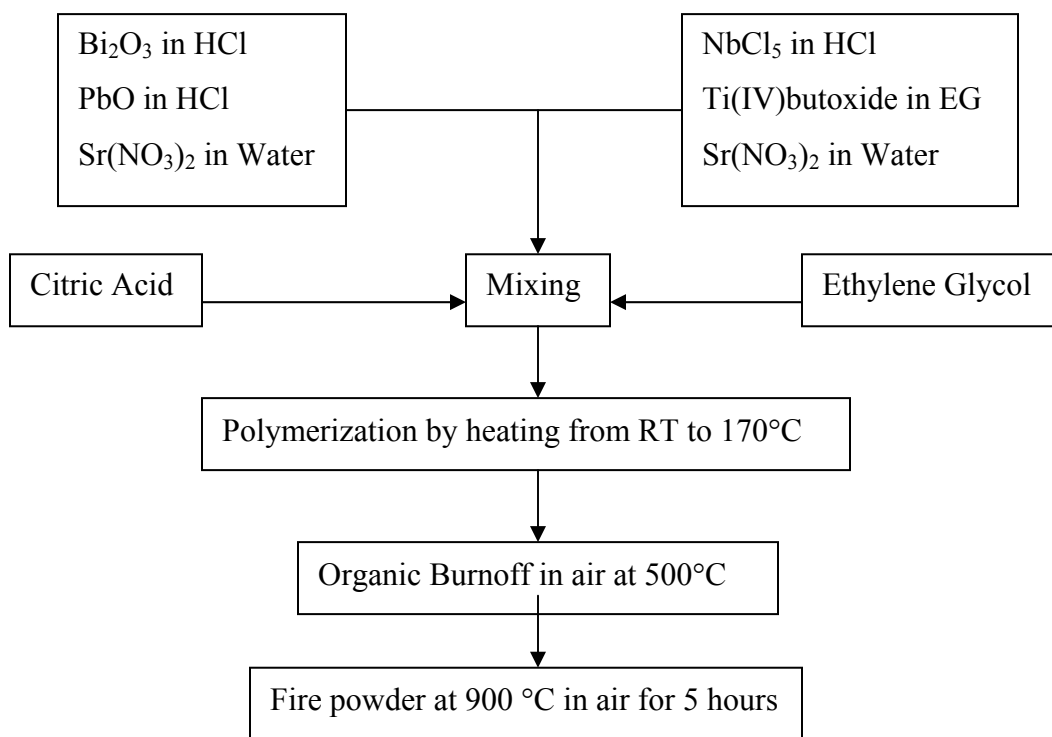 Bi₂O₃ in HCl
PbO in HCl
Sr(NO₃)₂ in Water
NbCl₅ in HCl
Ti(IV)butoxide in EG
Sr(NO₃)₂ in Water
Citric Acid
Mixing
Ethylene Glycol
Polymerization by heating from RT to 170°C
Organic Burnoff in air at 500°C
Fire powder at 900 °C in air for 5 hours